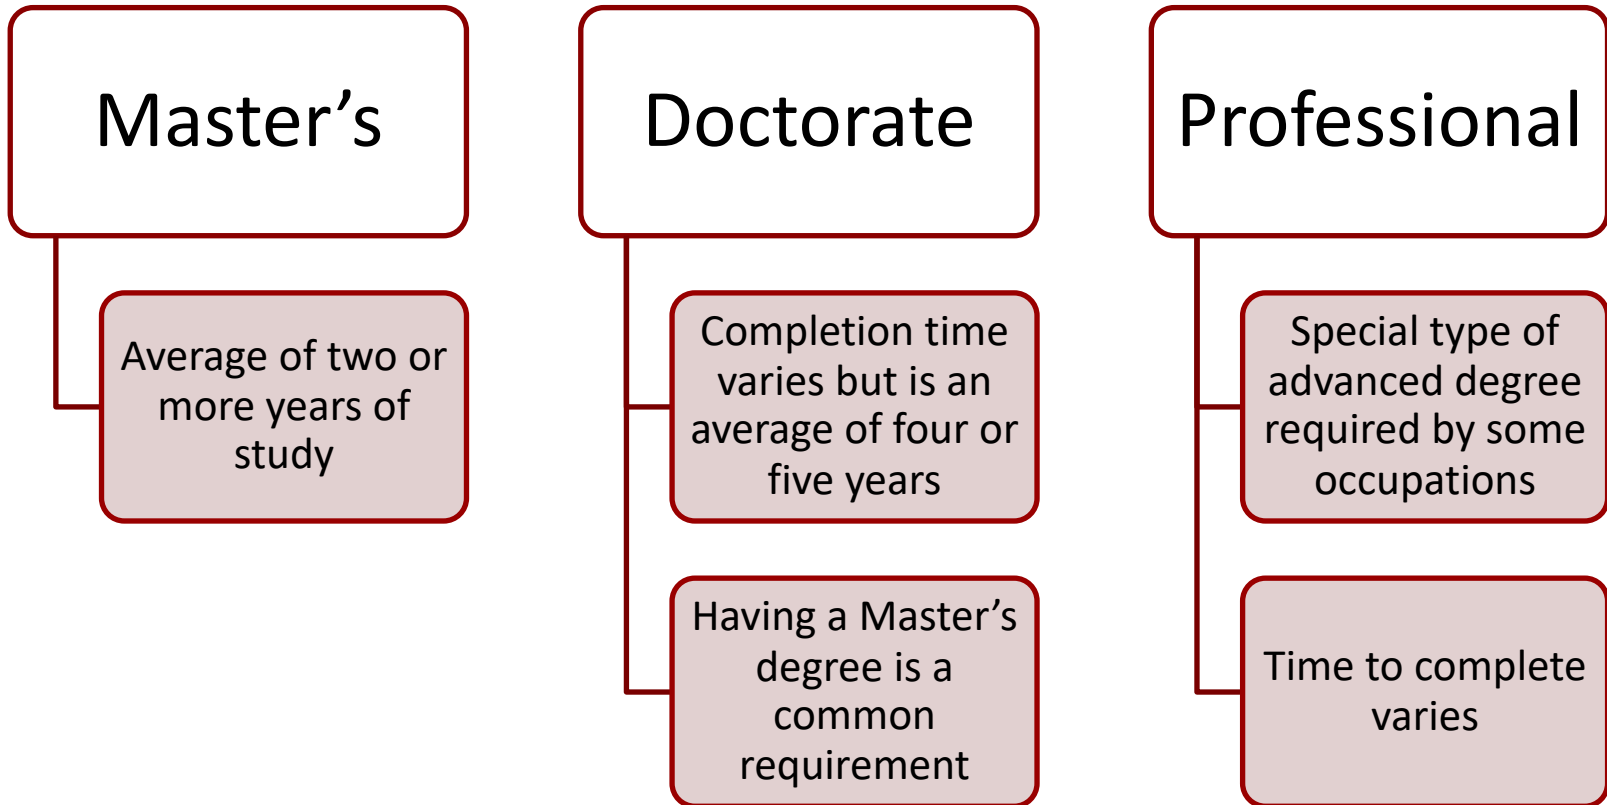 Master’s
Average of two or
more years of
study
Doctorate
Completion time
varies but is an
average of four or
five years
Having a Master’s
degree is a
common
requirement
Professional
Special type of
advanced degree
required by some
occupations
Time to complete
varies